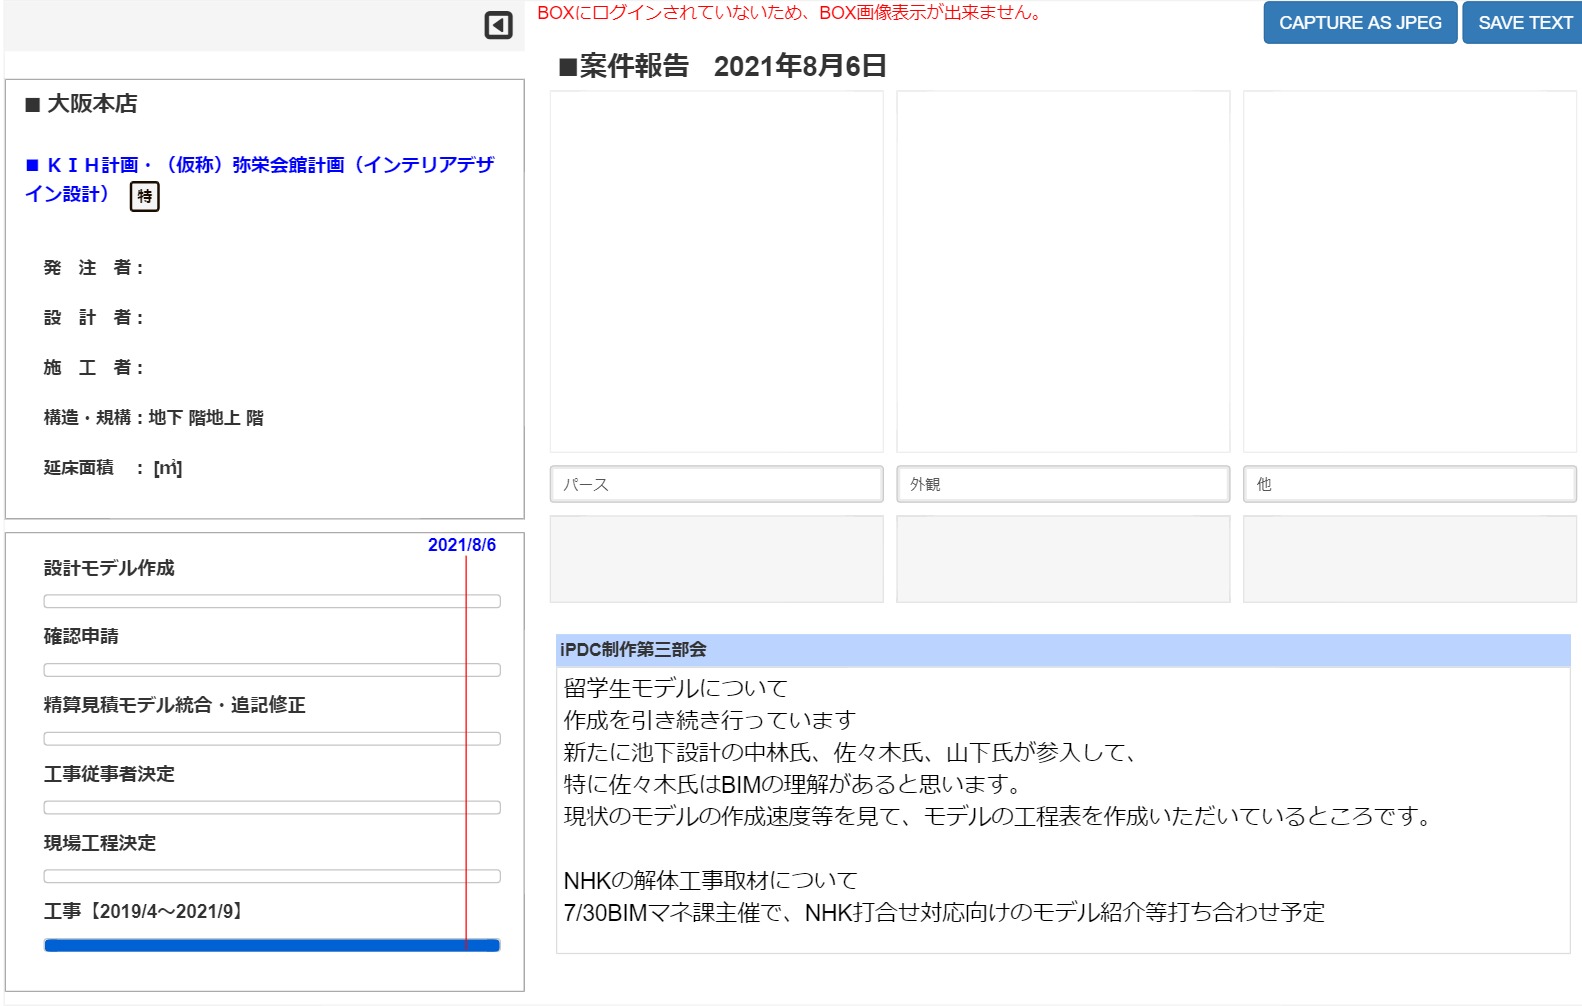 BOXにログインされていないため、BOX画像表示が出来ません。
CAPTURE AS JPEG
SAVE TEXT
■案件報告 2021年8月6日
■ 大阪本店
■ ＫＩＨ計画・（仮称）弥栄会館計画（インテリアデザ
イン設計） 特
発 注 者：
設 計 者：
施 工 者：
構造・規構：地下 階地上 階
延床面積 ： [㎡]
パース
外観
他
2021/8/6
設計モデル作成
確認申請
精算見積モデル統合・追記修正
工事従事者決定
現場工程決定
工事【2019/4～2021/9】
iPDC制作第三部会
留学生モデルについて
作成を引き続き行っています
新たに池下設計の中林氏、佐々木氏、山下氏が参入して、
特に佐々木氏はBIMの理解があると思います。
現状のモデルの作成速度等を見て、モデルの工程表を作成いただいているところです。
NHKの解体工事取材について
7/30BIMマネ課主催で、NHK打合せ対応向けのモデル紹介等打ち合わせ予定